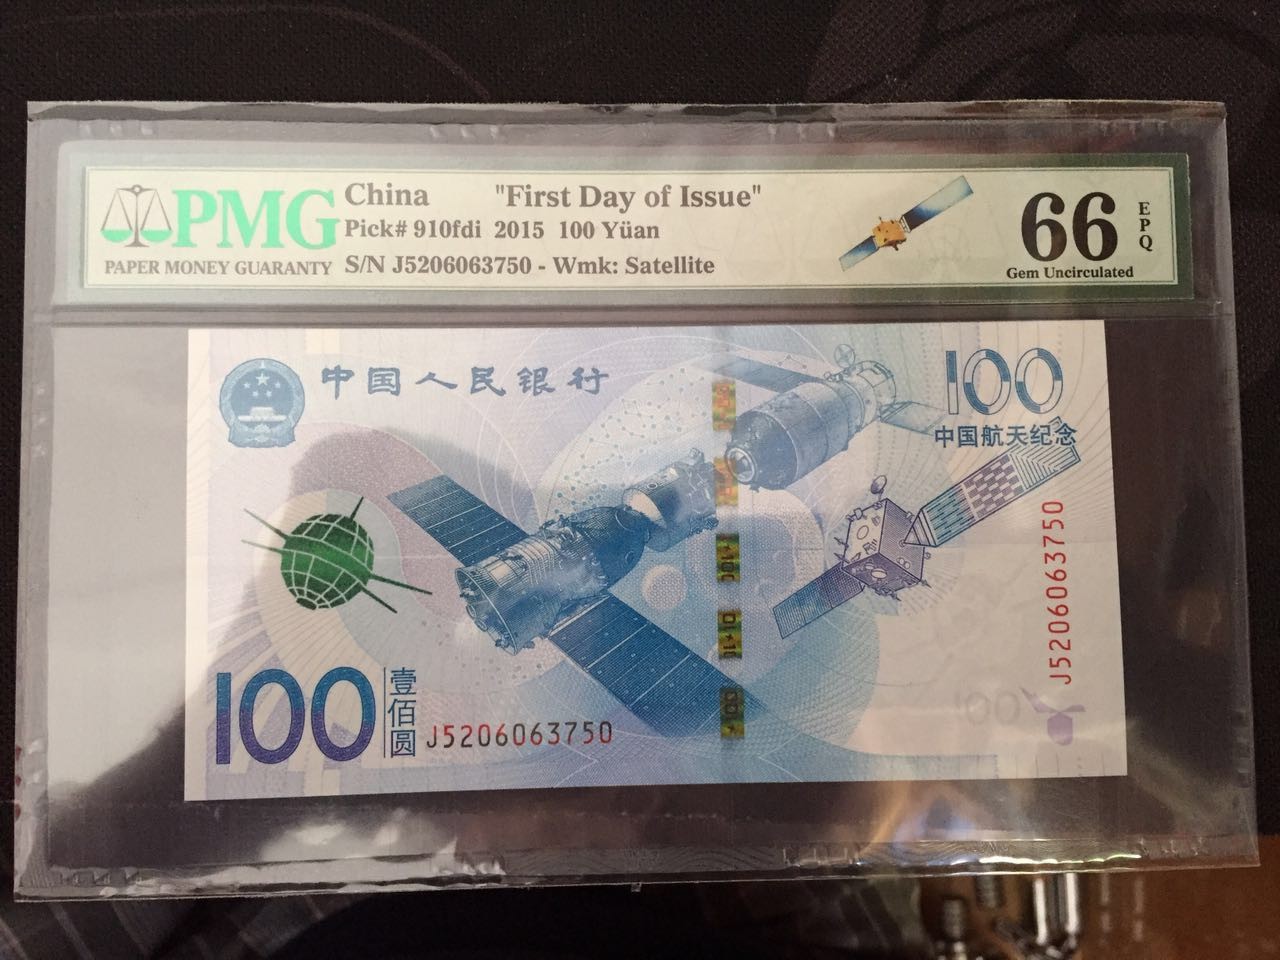 PMG
PAPER MONEY GUARANTY
China "First Day of Issue"
Pick# 910fdi 2015 100 Yüan
S/N J5206063750 - Wmk: Satellite
66
EPQ
Gem Uncirculated
中国人民银行
100
中国航天纪念
J5206063750
100
100
壹佰圆
J5206063750